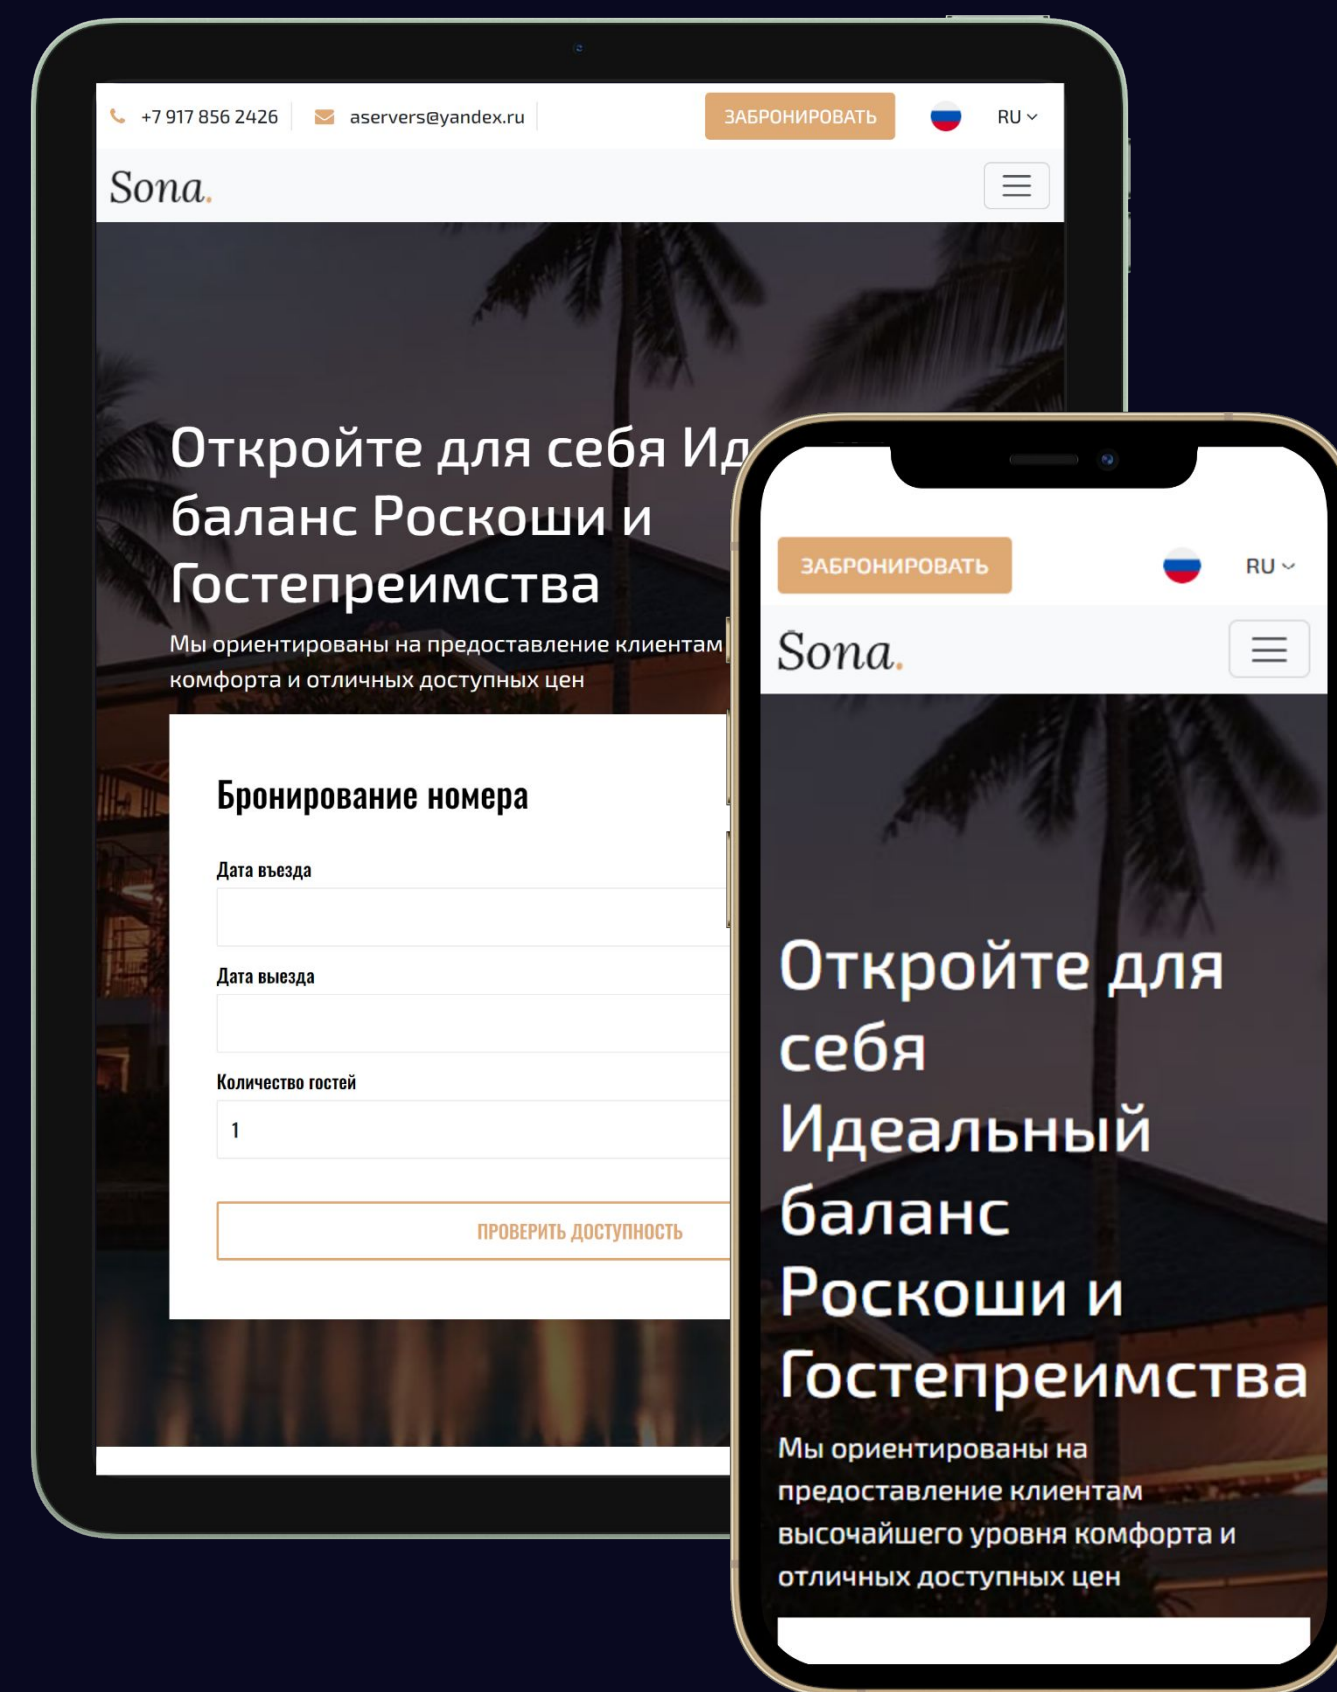 +7 917 856 2426
aservers@yandex.ru
ЗАБРОНИРОВАТЬ
RU
Sona.
Откройте для себя Ид
баланс Роскоши и
Гостепреимства
Мы ориентированы на предоставление клиентам
комфорта и отличных доступных цен
Бронирование номера
Дата въезда
Дата выезда
Количество гостей
1
ПРОВЕРИТЬ ДОСТУПНОСТЬ
ЗАБРОНИРОВАТЬ
RU
Sona.
Откройте для
себя
Идеальный
баланс
Роскоши и
Гостепреимства
Мы ориентированы на
предоставление клиентам
высочайшего уровня комфорта и
отличных доступных цен